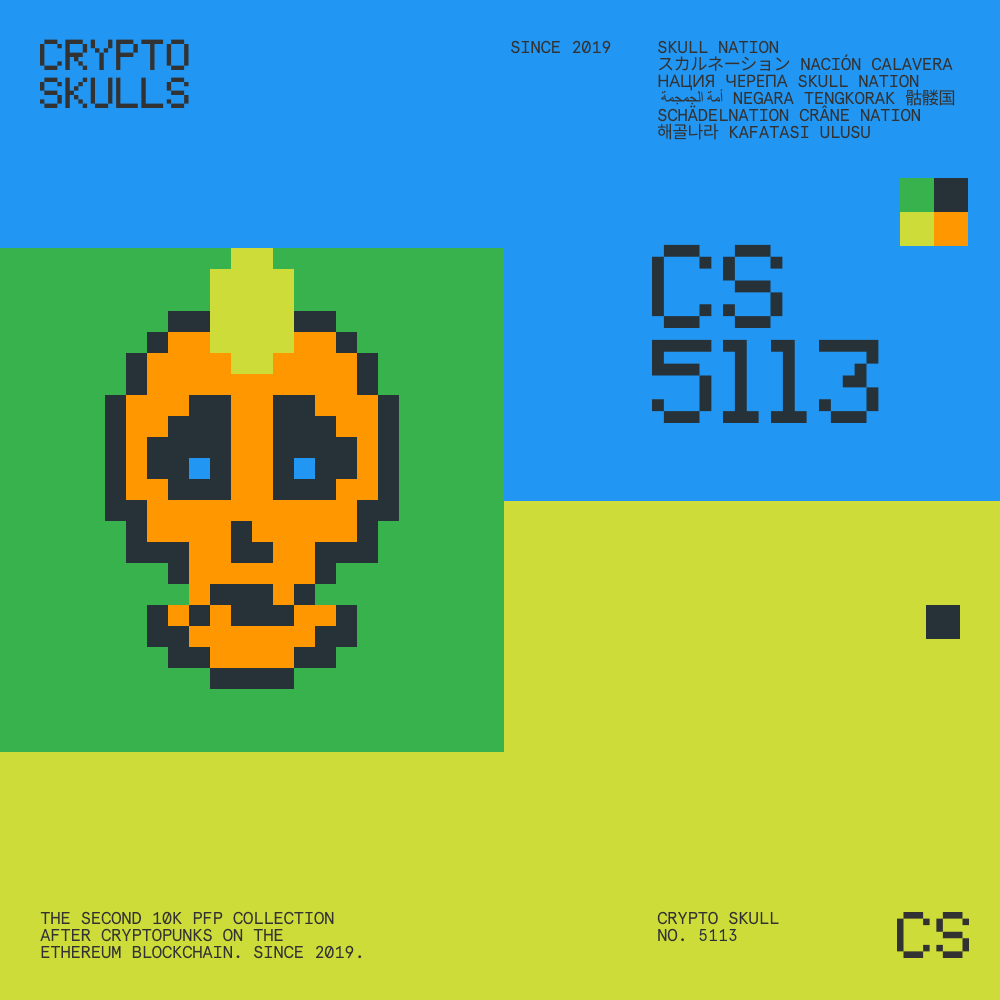 CRYPTO
SKULLS
SINCE 2019
SKULL NATION
スカルネーション NACIÓN CALAVERA
НАЦИЯ ЧЕРЕПА SKULL NATION
أمة الجمجمة NEGARA TENGKORAK 骷髅国
SCHÄDELNATION CRÂNE NATION
해골나라 KAFATASI ULUSU
CS
5113
THE SECOND 10K PFP COLLECTION
AFTER CRYPTOPUNKS ON THE
ETHEREUM BLOCKCHAIN. SINCE 2019.
CRYPTO SKULL
NO. 5113
CS